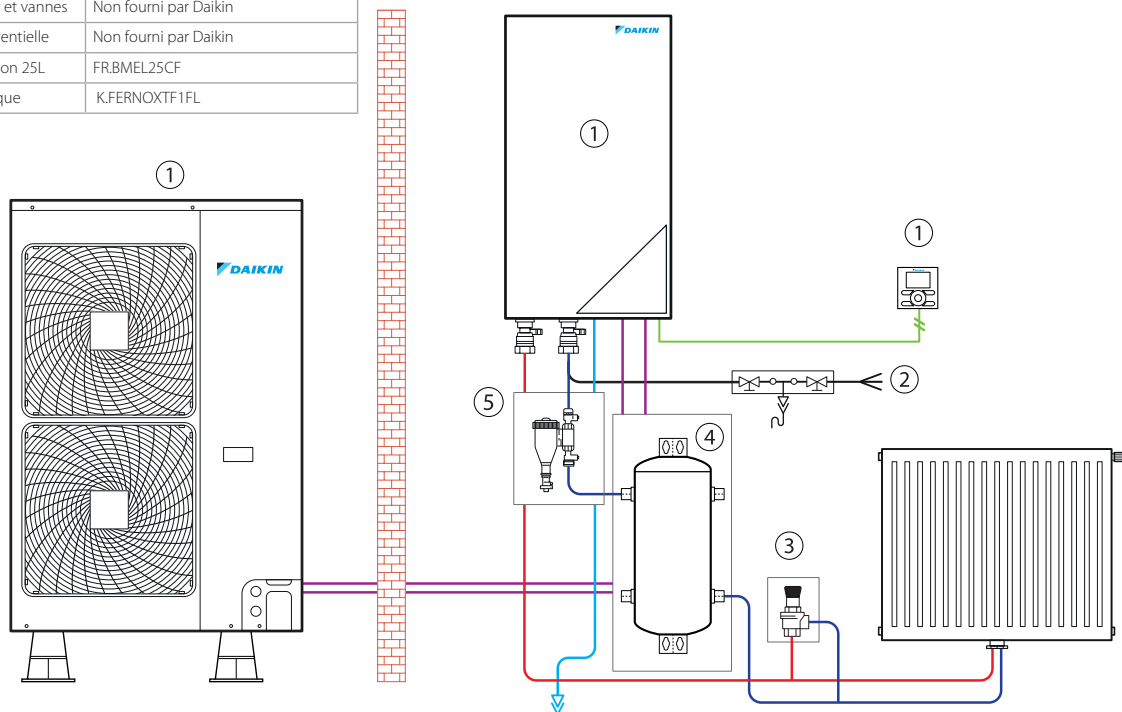 et vannes Non fourni par Daikin
entielle Non fourni par Daikin
on 25L FR.BMEL25CF
que K.FERNOXTF1FL
DAIKIN
1
1
DAIKIN
1
2
5
4
3